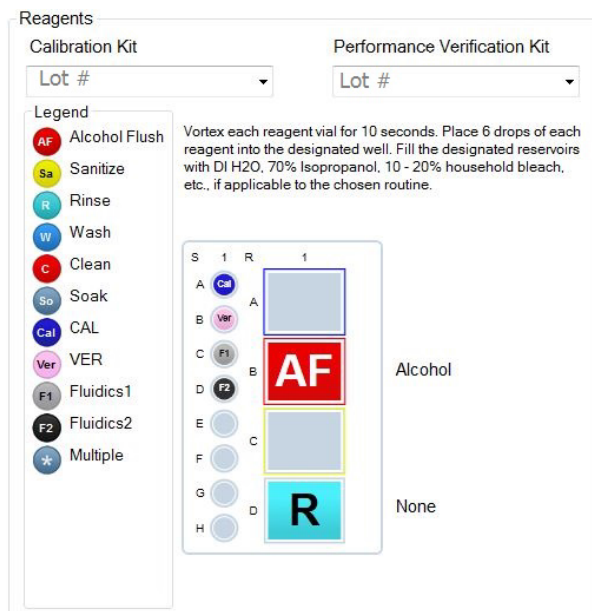 Reagents
Calibration Kit
Performance Verification Kit
Lot #
Lot #
Legend
AF Alcohol Flush
Sa Sanitize
R Rinse
W Wash
C Clean
So Soak
Cal CAL
Ver VER
F1 Fluidics1
F2 Fluidics2
* Multiple
Vortex each reagent vial for 10 seconds. Place 6 drops of each
reagent into the designated well. Fill the designated reservoirs
with DI H2O, 70% Isopropanol, 10 - 20% household bleach,
etc., if applicable to the chosen routine.
S 1 R 1
A Cal
A
B Ver
C F1
B AF Alcohol
D F2
E
C
F
G
D R None
H